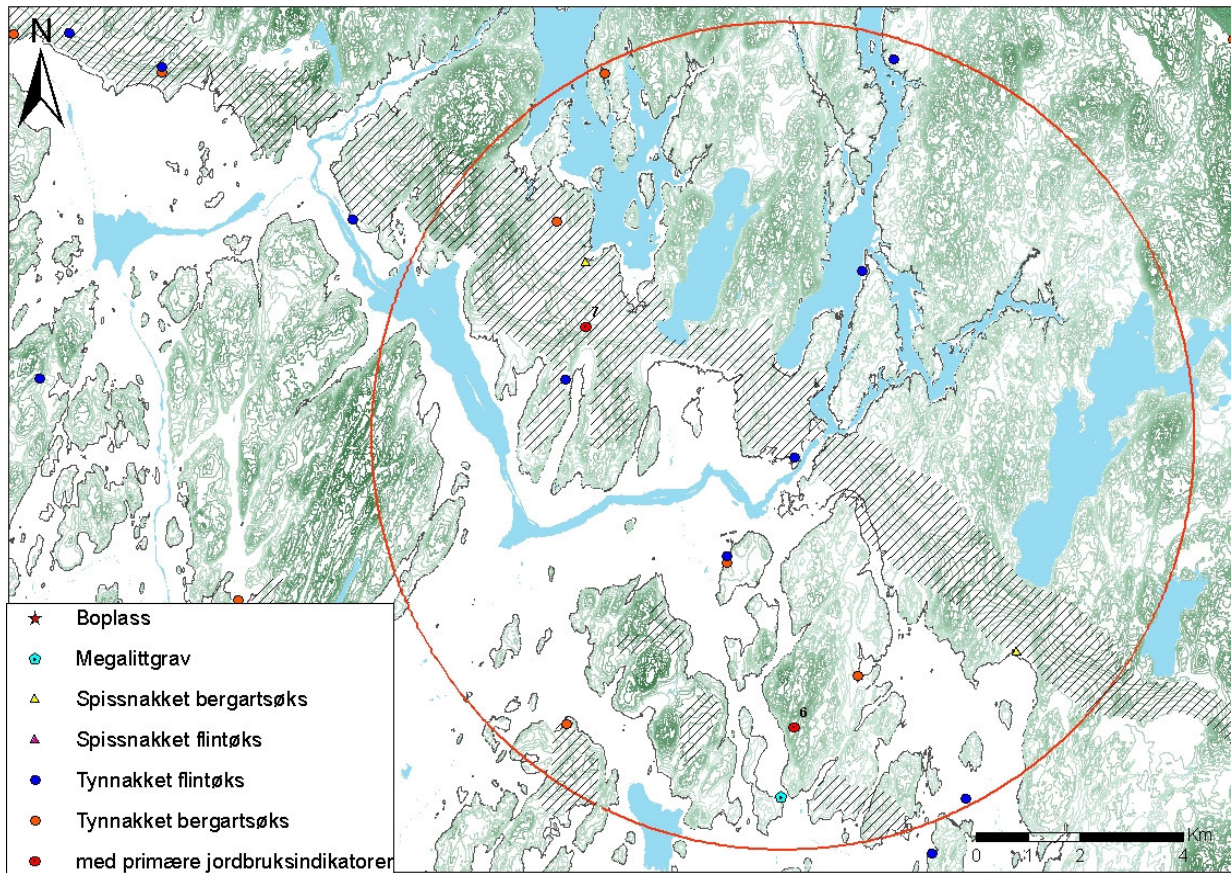 N
7
6
Boplass
Megalittgrav
Spissnakket bergartsøks
Spissnakket flintøks
Tynnakket flintøks
Tynnakket bergartsøks
med primære jordbruksindikatorer
Km
0 1 2 4